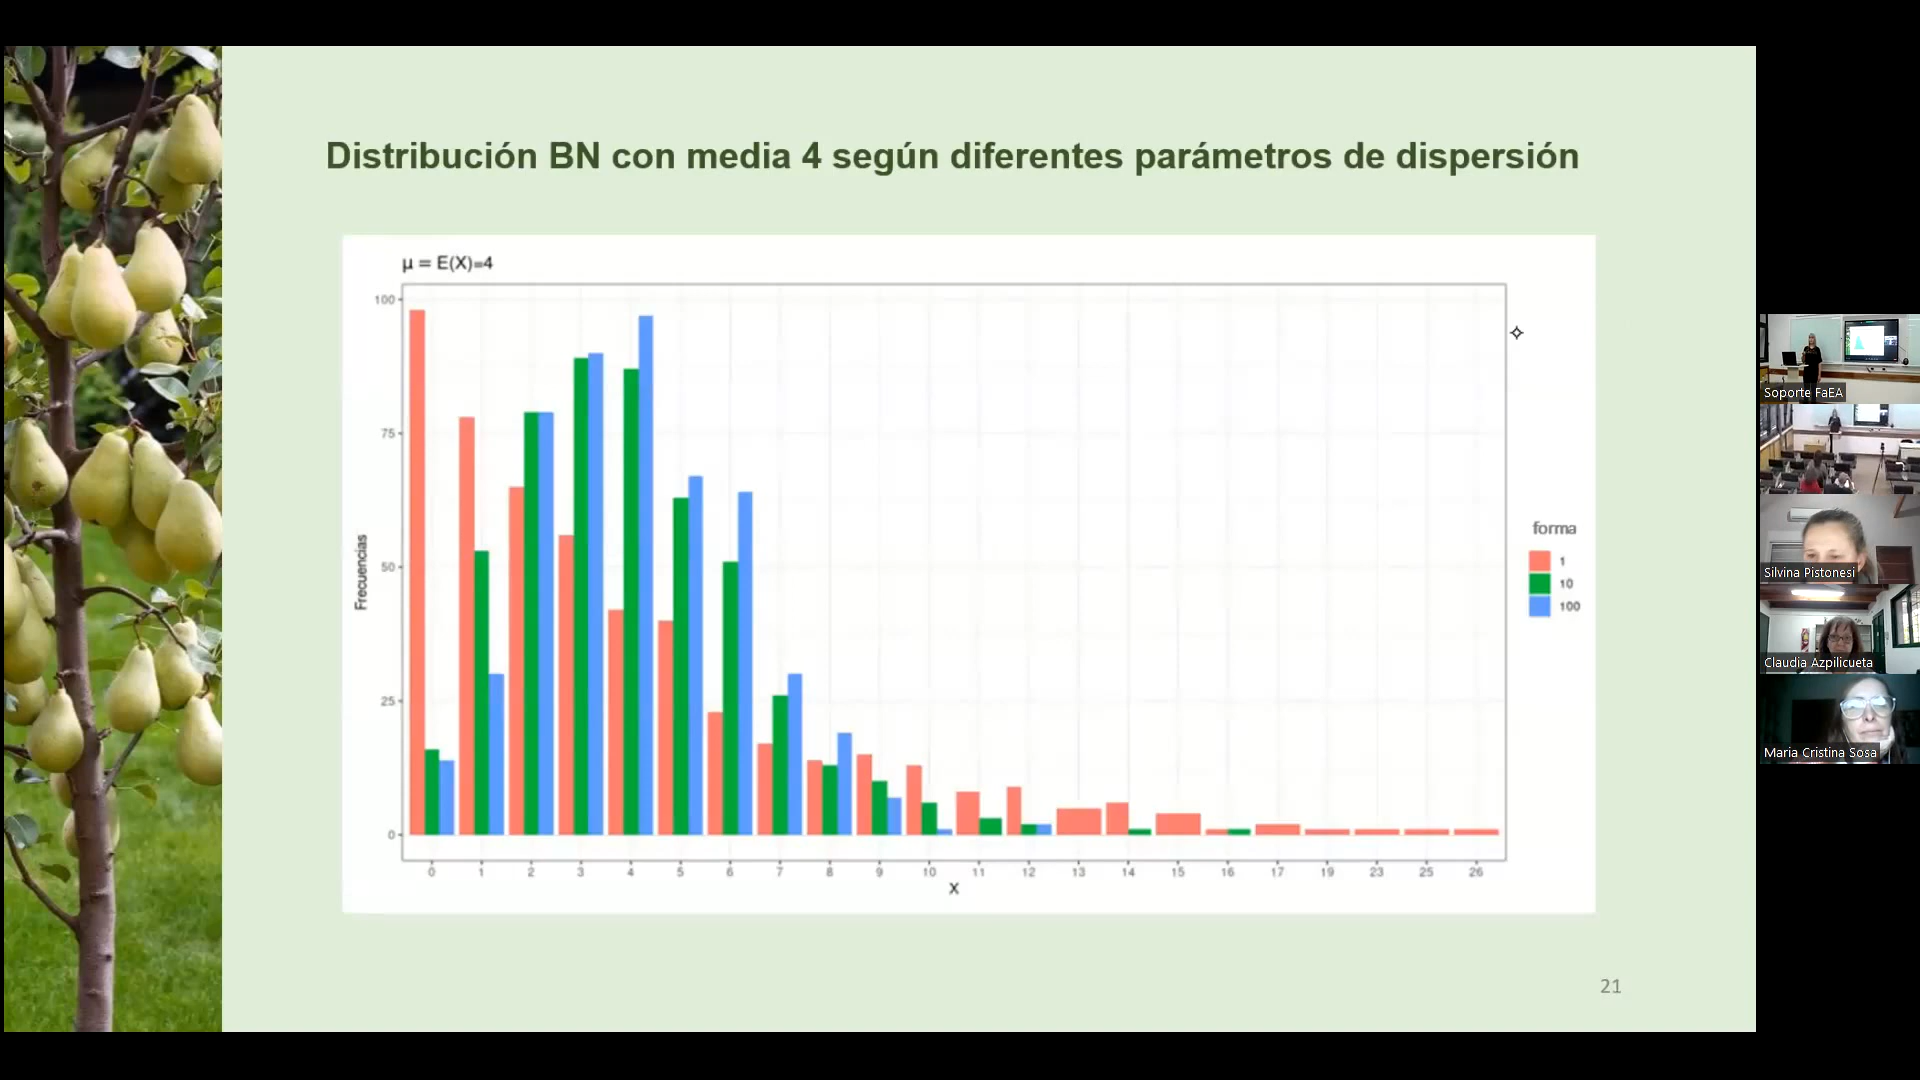 Distribución BN con media 4 según diferentes parámetros de dispersión
μ = E(X)=4
100
75
50
25
0
Frecuencias
0 1 2 3 4 5 6 7 8 9 10 11 12 13 14 15 16 17 19 23 25 26
X
forma
1
10
100
21
Soporte FaEA
Silvina Pistonesi
Claudia Azpilicueta
Maria Cristina Sosa